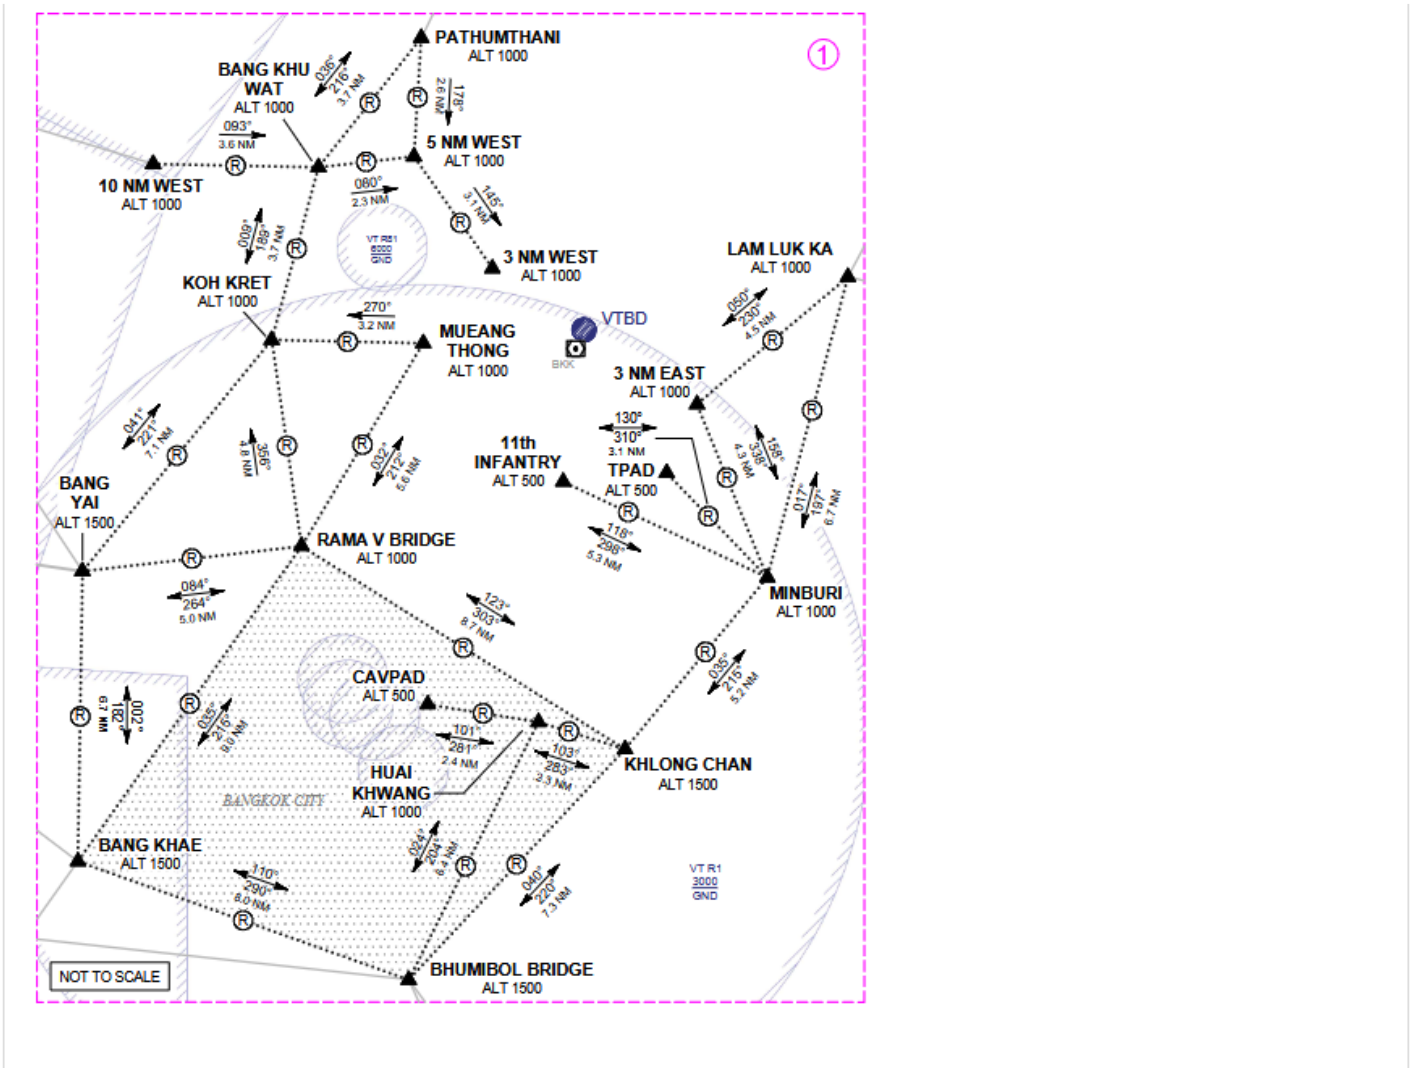 PATHUMTHANI
ALT 1000
1
BANG KHU
WAT
ALT 1000
036°
216°
3.7 NM
R
R
178°
2.6 NM
093°
3.6 NM
R
R
5 NM WEST
ALT 1000
10 NM WEST
ALT 1000
080°
2.3 NM
145°
3.1 NM
R
009°
189°
3.7 NM
R
VT R81
6000
GND
3 NM WEST
ALT 1000
LAM LUK KA
ALT 1000
KOH KRET
ALT 1000
270°
3.2 NM
R
MUEANG
THONG
ALT 1000
VTBD
BKK
050°
230°
4.5 NM
R
3 NM EAST
ALT 1000
041°
221°
7.1 NM
R
356°
4.8 NM
R
R
032°
212°
5.6 NM
130°
310°
3.1 NM
R
11th
INFANTRY
ALT 500
TPAD
ALT 500
158°
338°
4.3 NM
R
017°
197°
6.7 NM
BANG
YAI
ALT 1500
R
R
118°
298°
5.3 NM
RAMA V BRIDGE
ALT 1000
R
084°
264°
5.0 NM
MINBURI
ALT 1000
123°
303°
8.7 NM
R
R
035°
215°
5.2 NM
CAVPAD
ALT 500
002°
182°
6.7 NM
R
R
035°
215°
9.0 NM
R
R
101°
281°
2.4 NM
103°
283°
2.3 NM
KHLONG CHAN
ALT 1500
HUAI
KHWANG
ALT 1000
BANGKOK CITY
BANG KHAE
ALT 1500
024°
204°
6.4 NM
R
R
040°
220°
7.3 NM
VT R1
3000
GND
110°
290°
8.0 NM
R
NOT TO SCALE
BHUMIBOL BRIDGE
ALT 1500